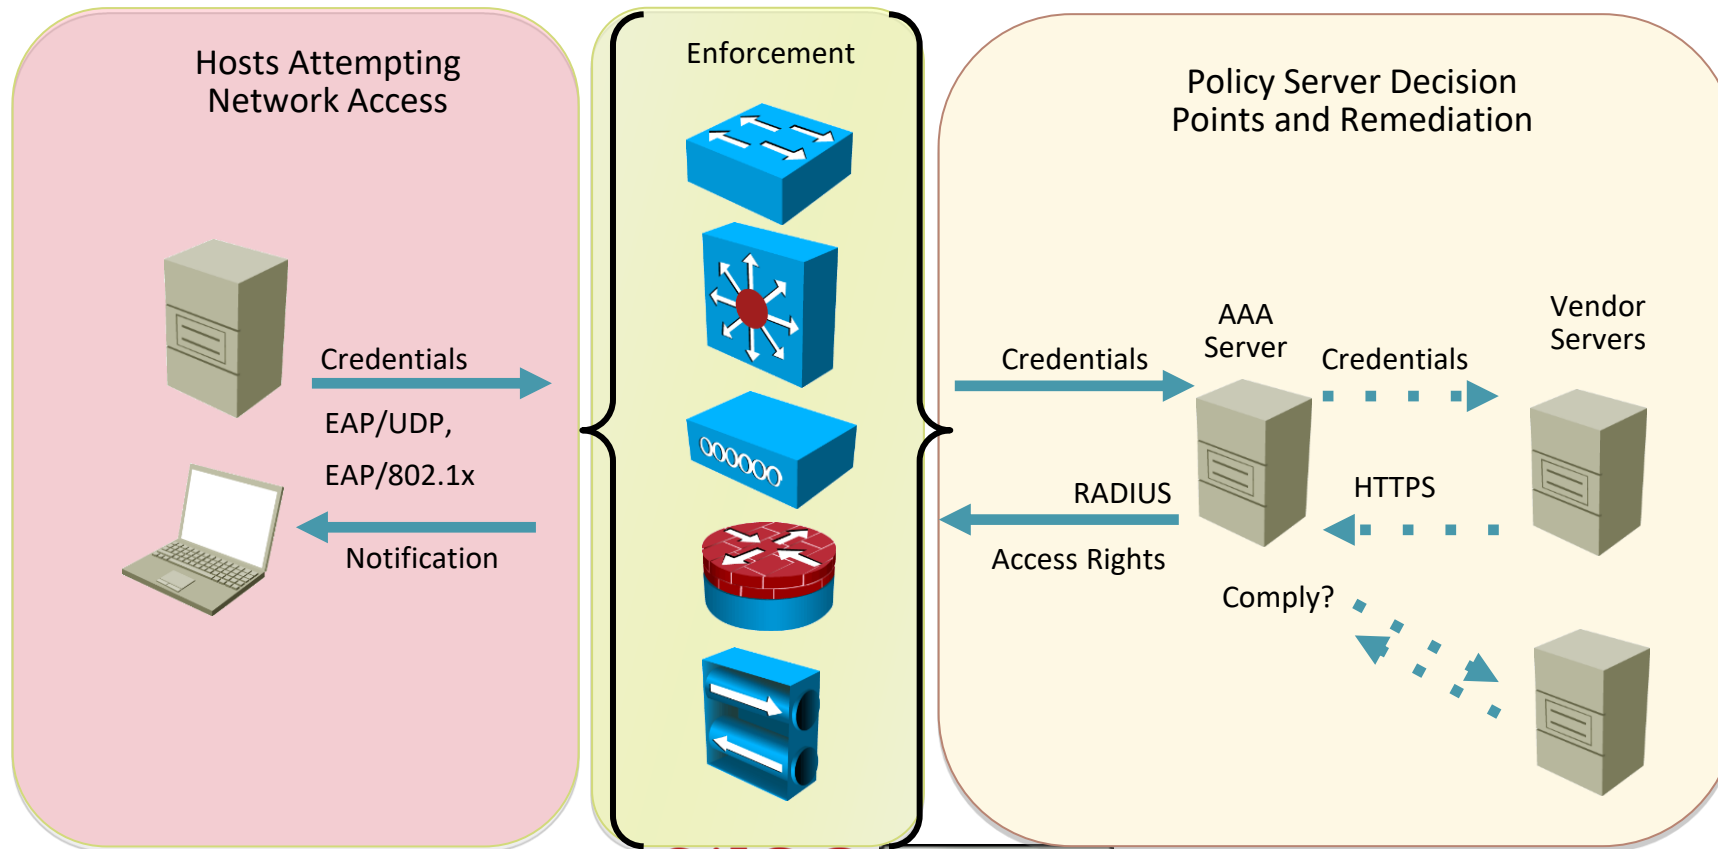 Hosts Attempting
Network Access
Enforcement
Policy Server Decision
Points and Remediation
Credentials
EAP/UDP,
EAP/802.1x
Notification
Credentials
RADIUS
Access Rights
AAA
Server
Credentials
HTTPS
Comply?
Vendor
Servers